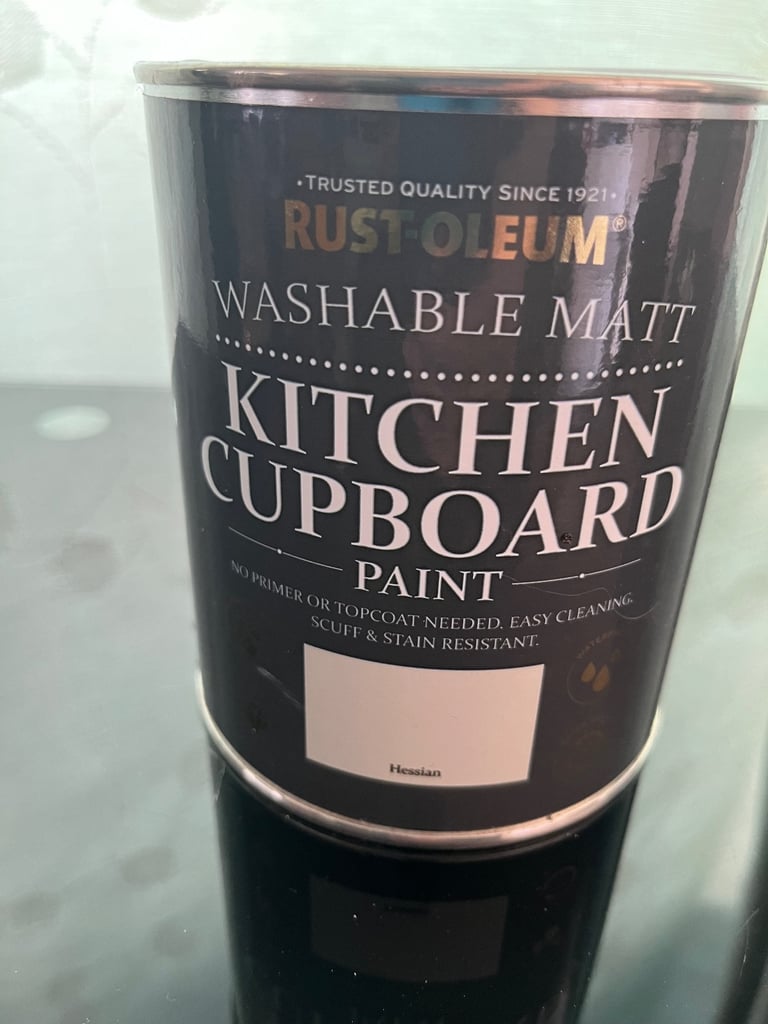 •TRUSTED QUALITY SINCE 1921•
RUST-OLEUM®
WASHABLE MATT
KITCHEN
CUPBOARD
PAINT
NO PRIMER OR TOPCOAT NEEDED. EASY CLEANING.
SCUFF & STAIN RESISTANT.
Hessian